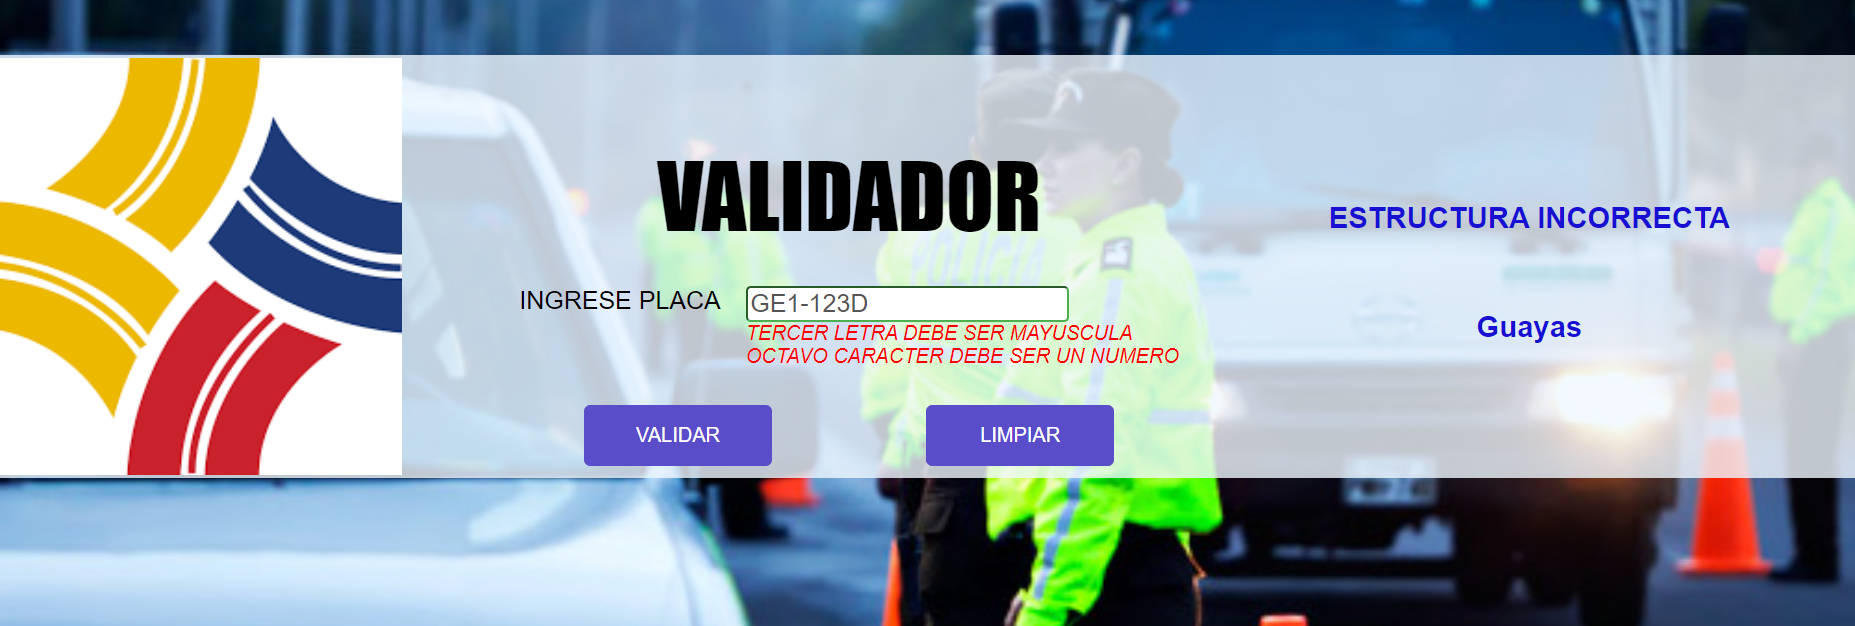 VALIDADOR
INGRESE PLACA GE1-123D
TERCER LETRA DEBE SER MAYUSCULA
OCTAVO CARACTER DEBE SER UN NUMERO
VALIDAR LIMPIAR
ESTRUCTURA INCORRECTA
Guayas
POLICIA